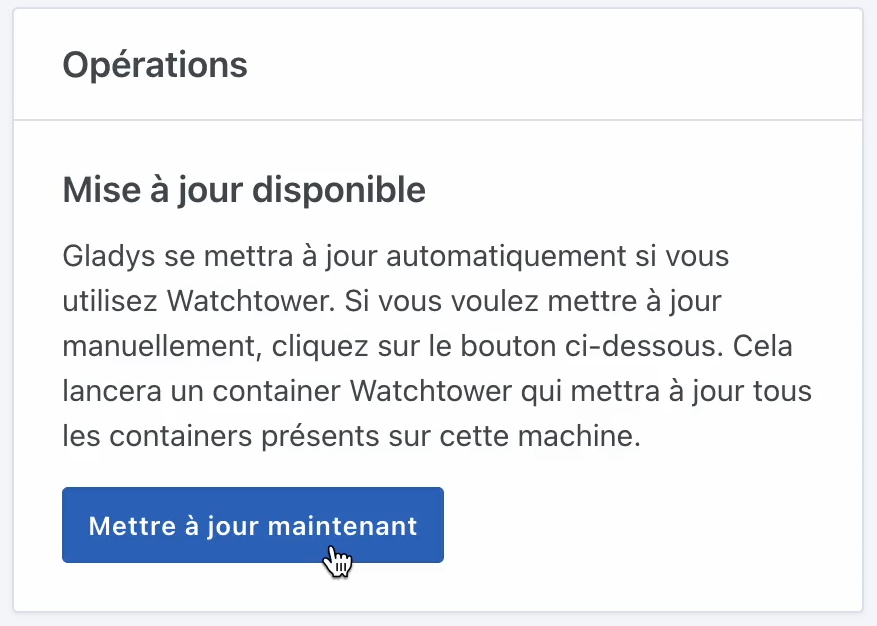 Opérations
Mise à jour disponible
Gladys se mettra à jour automatiquement si vous
utilisez Watchtower. Si vous voulez mettre à jour
manuellement, cliquez sur le bouton ci-dessous. Cela
lancera un container Watchtower qui mettra à jour tous
les containers présents sur cette machine.
Mettre à jour maintenant